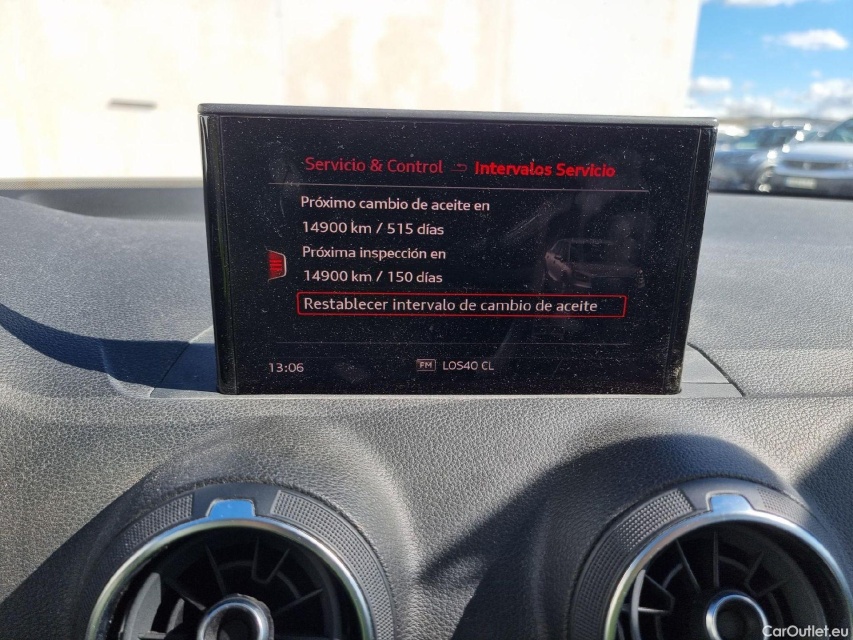 Servicio & Control Intervalos Servicio
Próximo cambio de aceite en
14900 km / 515 días
Próxima inspección en
14900 km / 150 días
Restablecer intervalo de cambio de aceite
13:06 FM LOS40 CL
CarOutlet.eu